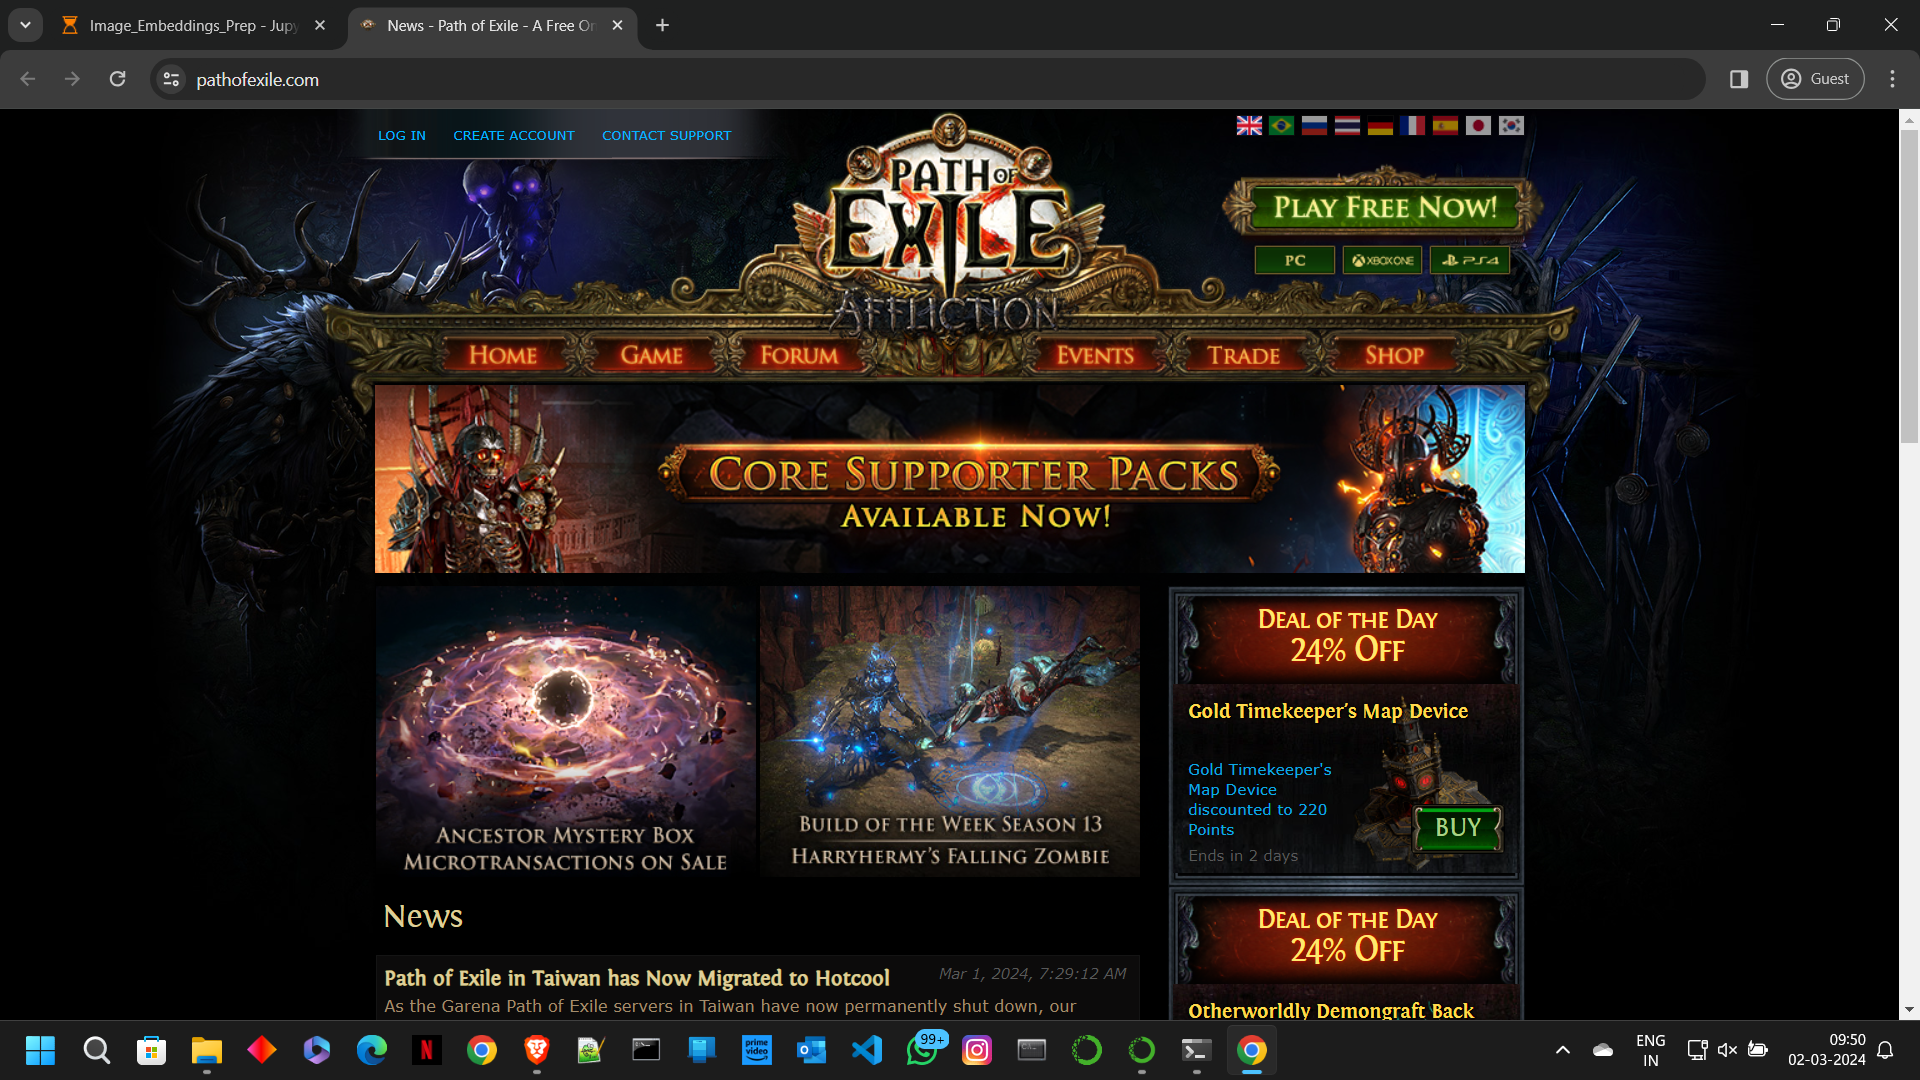 Image_Embeddings_Prep - Jupy
News - Path of Exile - A Free On
pathofexile.com
Guest
LOG IN
CREATE ACCOUNT
CONTACT SUPPORT
PATH OF
EXILE
AFFLICTION
PLAY FREE NOW!
PC
XBOX ONE
PS4
HOME
GAME
FORUM
EVENTS
TRADE
SHOP
CORE SUPPORTER PACKS
AVAILABLE NOW!
ANCESTOR MYSTERY BOX
MICROTRANSACTIONS ON SALE
BUILD OF THE WEEK SEASON 13
HARRYHERMY'S FALLING ZOMBIE
DEAL OF THE DAY
24% OFF
Gold Timekeeper's Map Device
Gold Timekeeper's
Map Device
discounted to 220
Points
Ends in 2 days
BUY
News
Path of Exile in Taiwan has Now Migrated to Hotcool
Mar 1, 2024, 7:29:12 AM
As the Garena Path of Exile servers in Taiwan have now permanently shut down, our
DEAL OF THE DAY
24% OFF
Otherworldly Demongraft Back
prime
video
99+
ENG
IN
09:50
02-03-2024